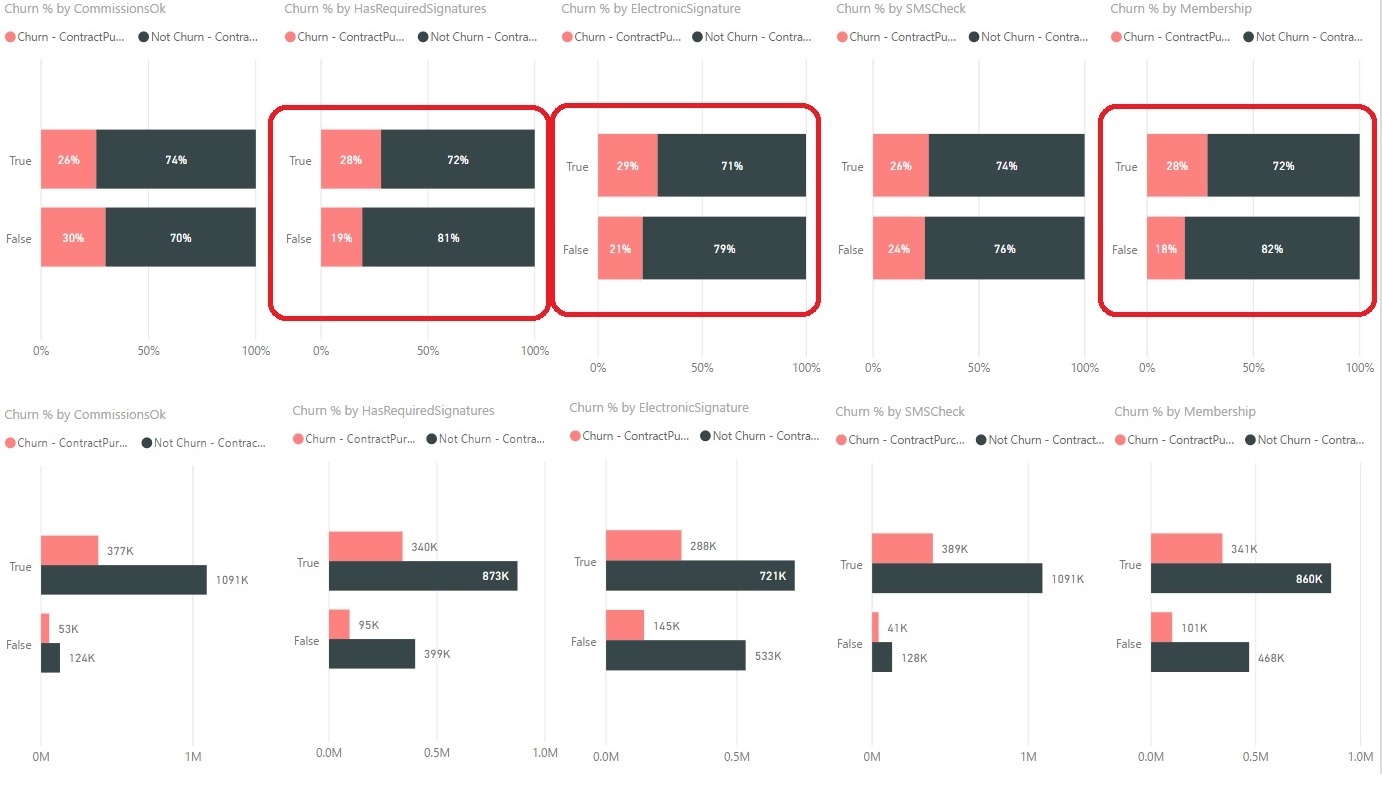 Churn % by CommissionsOk
Churn - ContractPu... Not Churn - Contra...
True 26% 74%
False 30% 70%
0% 50% 100%
Churn % by HasRequiredSignatures
Churn - ContractPu... Not Churn - Contra...
True 28% 72%
False 19% 81%
0% 50% 100%
Churn % by ElectronicSignature
Churn - ContractPu... Not Churn - Contra...
True 29% 71%
False 21% 79%
0% 50% 100%
Churn % by SMSCheck
Churn - ContractPu... Not Churn - Contra...
True 26% 74%
False 24% 76%
0% 50% 100%
Churn % by Membership
Churn - ContractPu... Not Churn - Contra...
True 28% 72%
False 18% 82%
0% 50% 100%
Churn % by CommissionsOk
Churn - ContractPur... Not Churn - Contrac...
377K
True
1091K
53K
False
124K
0M 1M
Churn % by HasRequiredSignatures
Churn - ContractPur... Not Churn - Contra...
340K
True
873K
95K
False
399K
0.0M 0.5M 1.0M
Churn % by ElectronicSignature
Churn - ContractPu... Not Churn - Contra...
288K
True
721K
145K
False
533K
0.0M 0.5M
Churn % by SMSCheck
Churn - ContractPurc... Not Churn - Contract...
389K
True
1091K
41K
False
128K
0M 1M
Churn % by Membership
Churn - ContractPu... Not Churn - Contra...
341K
True
860K
101K
False
468K
0.0M 0.5M 1.0M